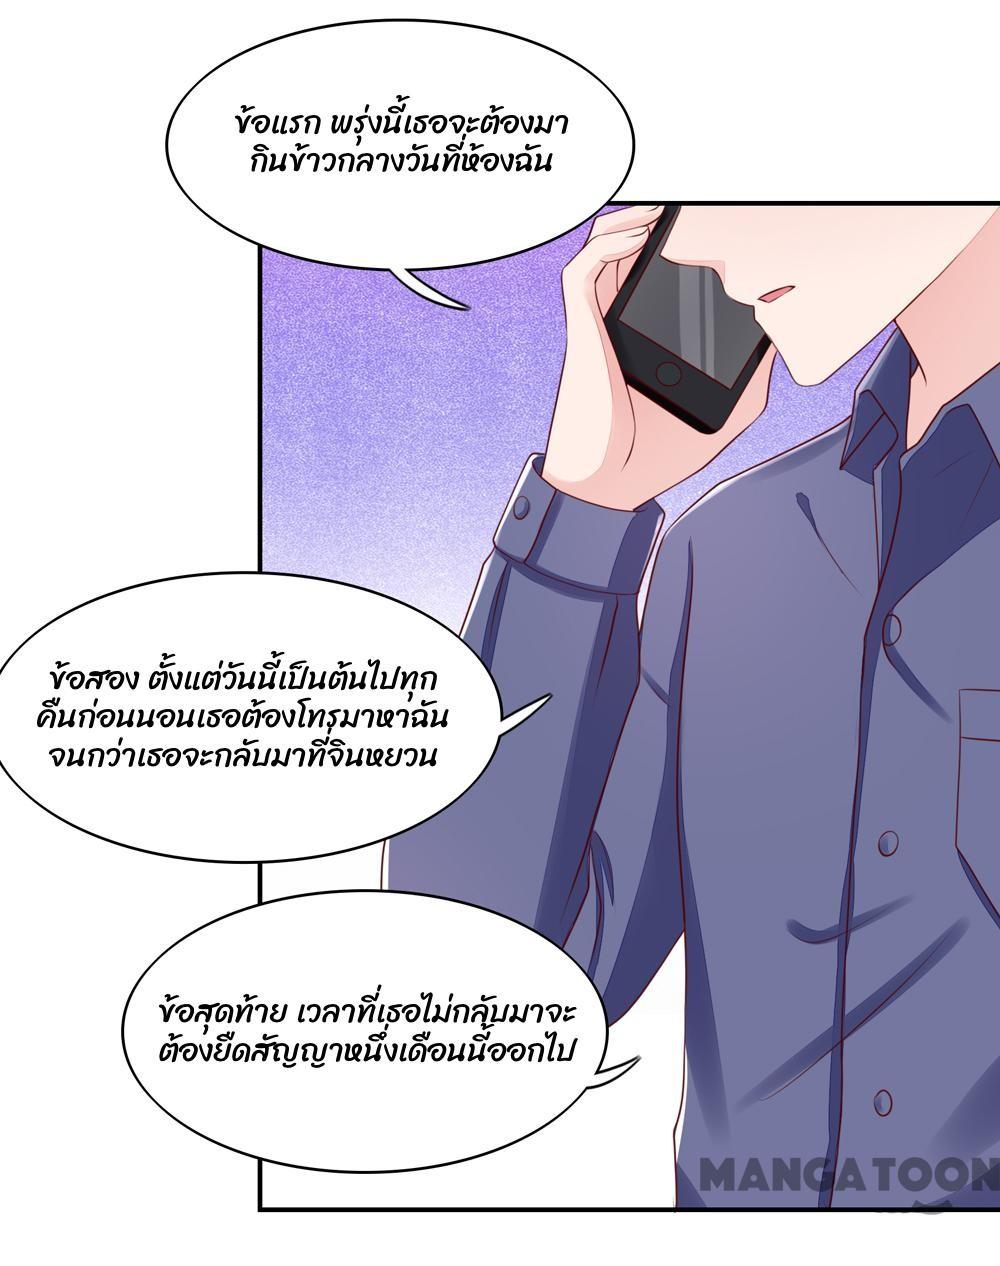 ข้อแรก พรุ่งนี้เธอจะต้องมา
กินข้าวกลางวันที่ห้องฉัน
ข้อสอง ตั้งแต่วันนี้เป็นต้นไปทุก
คืนก่อนนอนเธอต้องโทรมาหาฉัน
จนกว่าเธอจะกลับมาที่จินหยวน
ข้อสุดท้าย เวลาที่เธอไม่กลับมาจะ
ต้องยืดสัญญาหนึ่งเดือนนี้ออกไป
MANGATOON